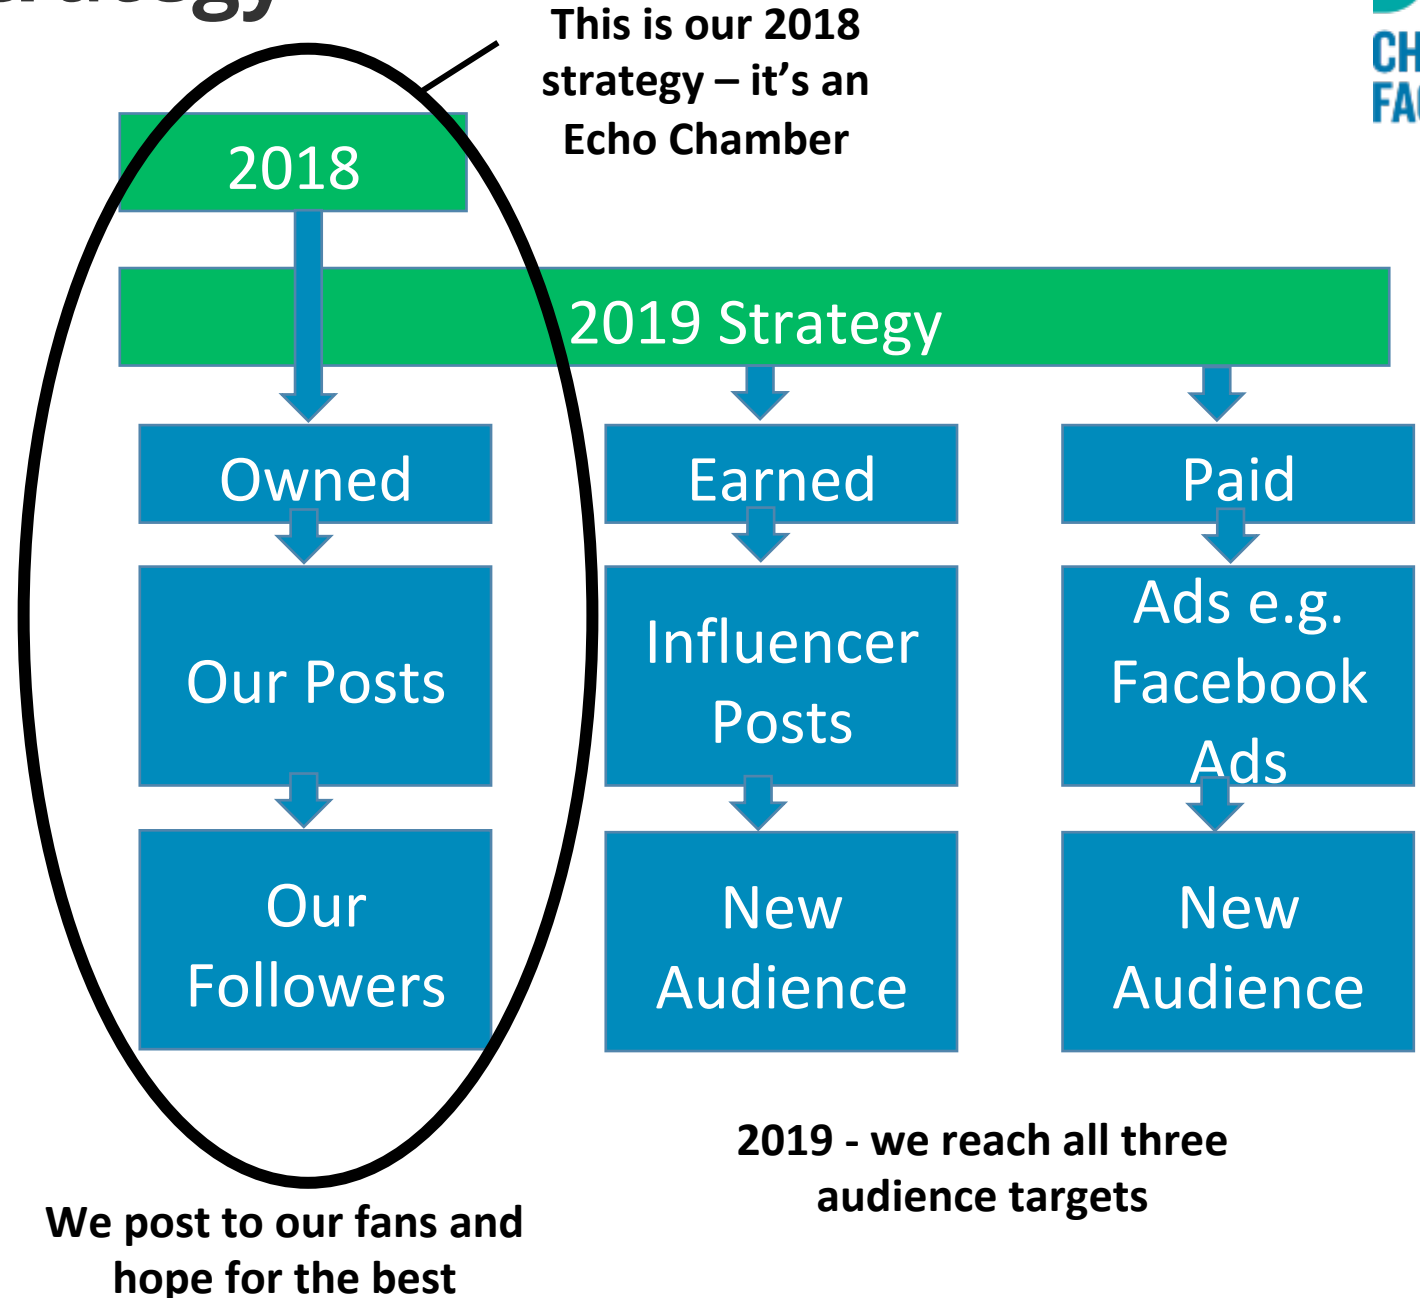 This is our 2018
strategy – it's an
Echo Chamber
2018
2019 Strategy
Owned
Earned
Paid
Our Posts
Influencer
Posts
Ads e.g.
Facebook
Ads
Our
Followers
New
Audience
New
Audience
2019 - we reach all three
audience targets
We post to our fans and
hope for the best